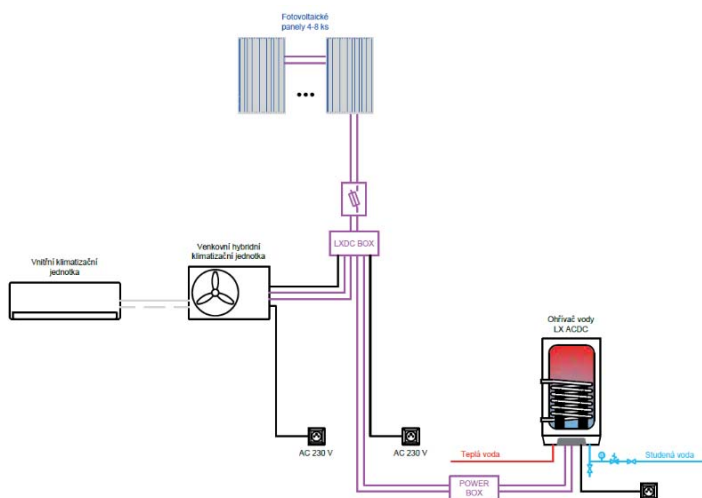 Fotovoltaické
panely 4-8 ks
LXDC BOX
Venkovní hybridní
klimatizační jednotka
Vnitřní klimatizační
jednotka
Ohřívač vody
LX ACDC
AC 230 V
AC 230 V
Teplá voda
Studená voda
POWER
BOX